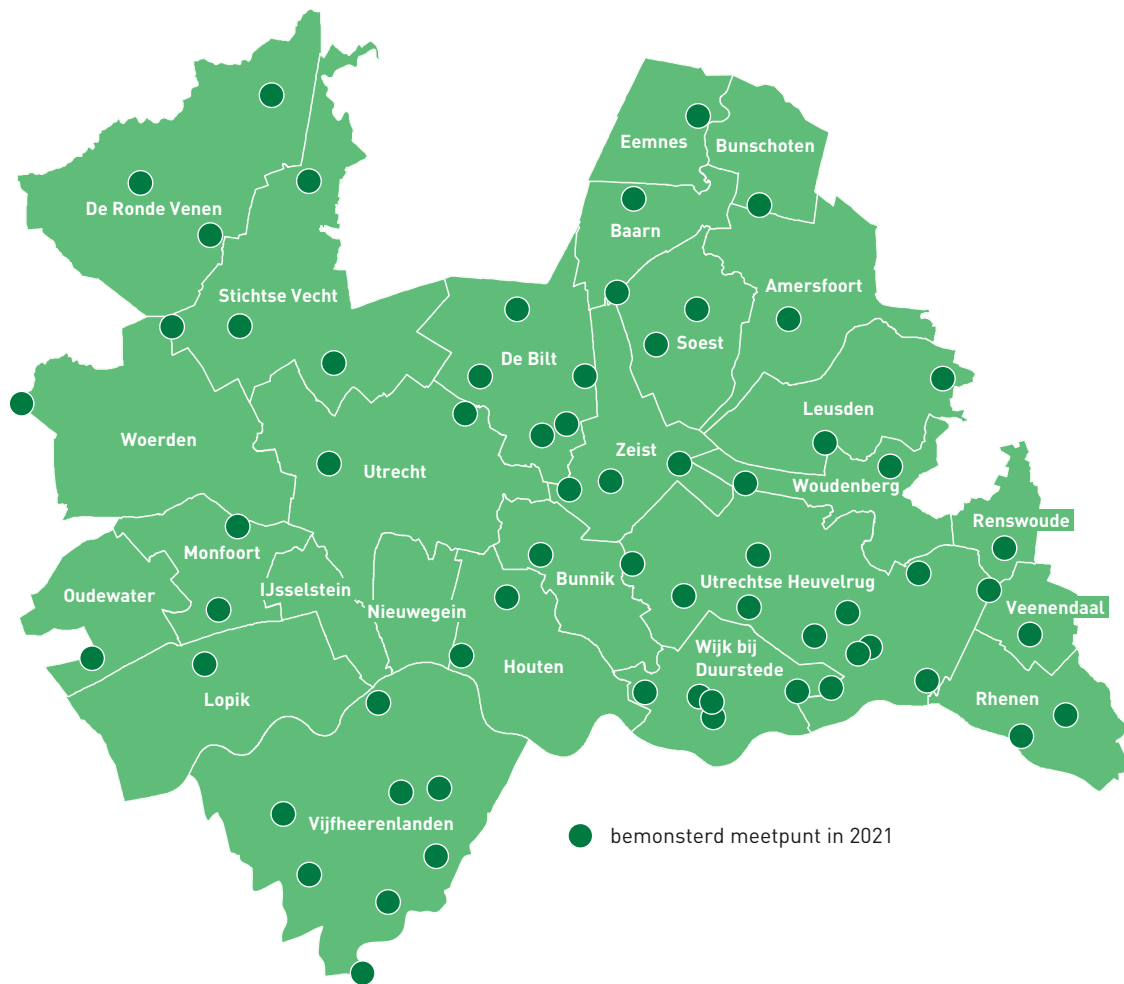 Eemnes
Bunschoten
De Ronde Venen
Baarn
Stichtse Vecht
Amersfoort
Soest
De Bilt
Leusden
Woerden
Zeist
Utrecht
Woudenberg
Renswoude
Monfoort
Bunnik
Utrechtse Heuvelrug
IJsselstein
Oudewater
Nieuwegein
Veenendaal
Wijk bij
Duurstede
Houten
Lopik
Rhenen
Vijfheerenlanden
bemonsterd meetpunt in 2021